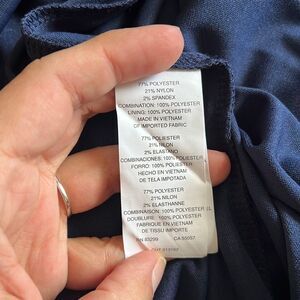 77% POLYESTER
21% NYLON
2% SPANDEX
COMBINATION: 100% POLYESTER
LINING: 100% POLYESTER
MADE IN VIETNAM
OF IMPORTED FABRIC
77% POLIESTER
21% NILON
2% ELASTANO
COMBINACIONES: 100% POLIESTER
FORRO: 100% POLIESTER
HECHO EN VIETNAM
DE TELA IMPOTADA
77% POLYESTER
21% NILON
2% ELASTHANNE
COMBINAISON: 100% POLYESTER
DOUBLURE: 100% POLYESTER
FABRIQUE EN VIETNAM
DE TISSU IMPORTE
RN 83299 CA 55057